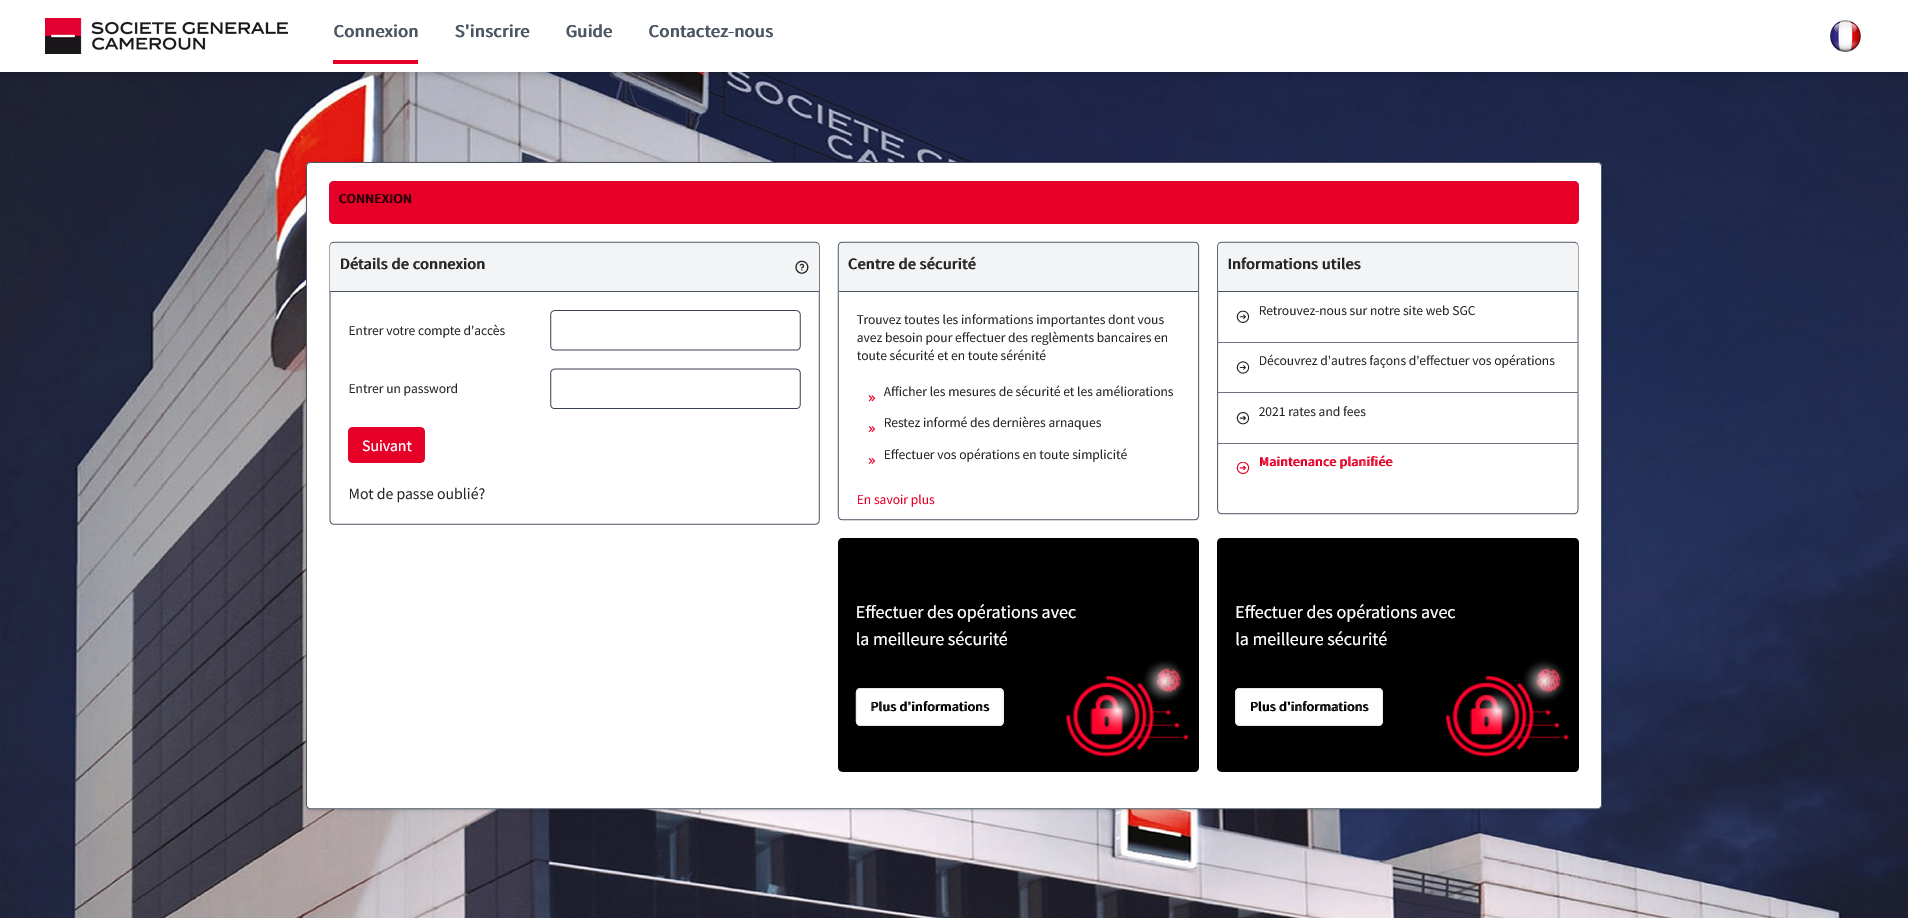 SOCIETE GENERALE
CAMEROUN
Connexion
S'inscrire
Guide
Contactez-nous
SOCIETE
CONNEXION
Détails de connexion
Entrer votre compte d'accès
Entrer un password
Suivant
Mot de passe oublié?
Centre de sécurité
Trouvez toutes les informations importantes dont vous
avez besoin pour effectuer des reglèments bancaires en
toute sécurité et en toute sérénité
Afficher les mesures de sécurité et les améliorations
Restez informé des dernières arnaques
Effectuer vos opérations en toute simplicité
En savoir plus
Informations utiles
Retrouvez-nous sur notre site web SGC
Découvrez d'autres façons d'effectuer vos opérations
2021 rates and fees
Maintenance planifiée
Effectuer des opérations avec
la meilleure sécurité
Plus d'informations
Effectuer des opérations avec
la meilleure sécurité
Plus d'informations